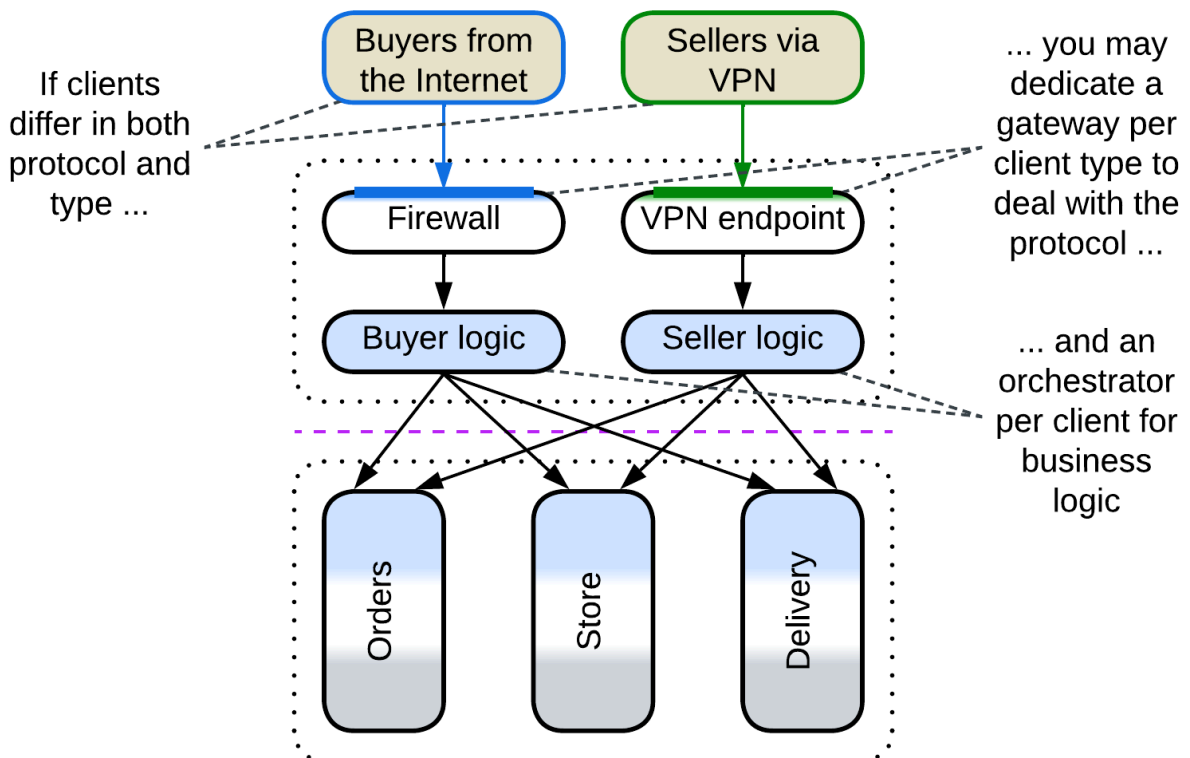 If clients
differ in both
protocol and
type ...
Buyers from
the Internet
Sellers via
VPN
... you may
dedicate a
gateway per
client type to
deal with the
protocol ...
Firewall
VPN endpoint
Buyer logic
Seller logic
... and an
orchestrator
per client for
business
logic
Orders
Store
Delivery